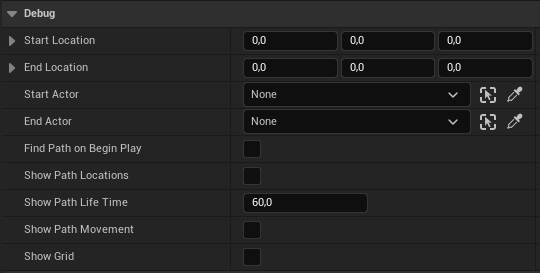 Debug
Start Location 0,0 0,0 0,0
End Location 0,0 0,0 0,0
Start Actor None
End Actor None
Find Path on Begin Play
Show Path Locations
Show Path Life Time 60,0
Show Path Movement
Show Grid